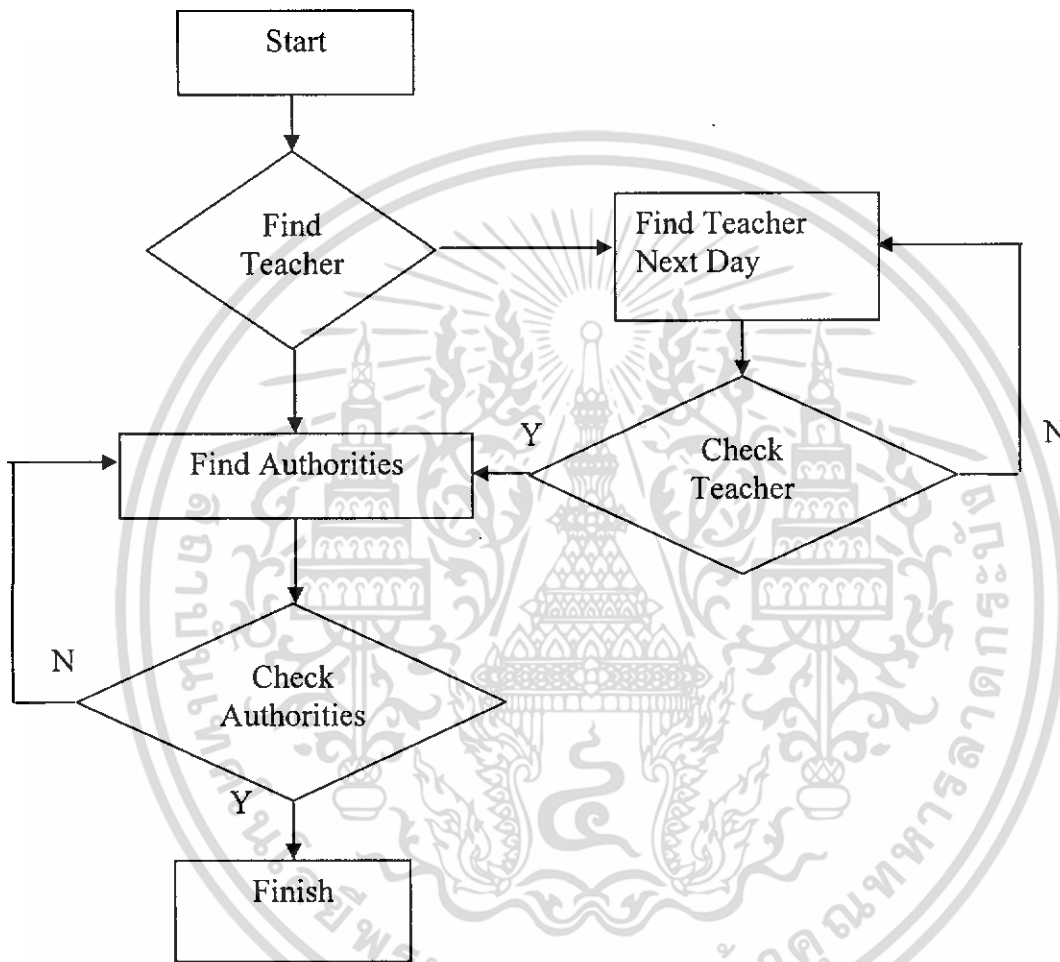 Start
Find
Teacher
Find Teacher
Next Day
Find Authorities
Y
Check
Teacher
N
N
Check
Authorities
Y
Finish